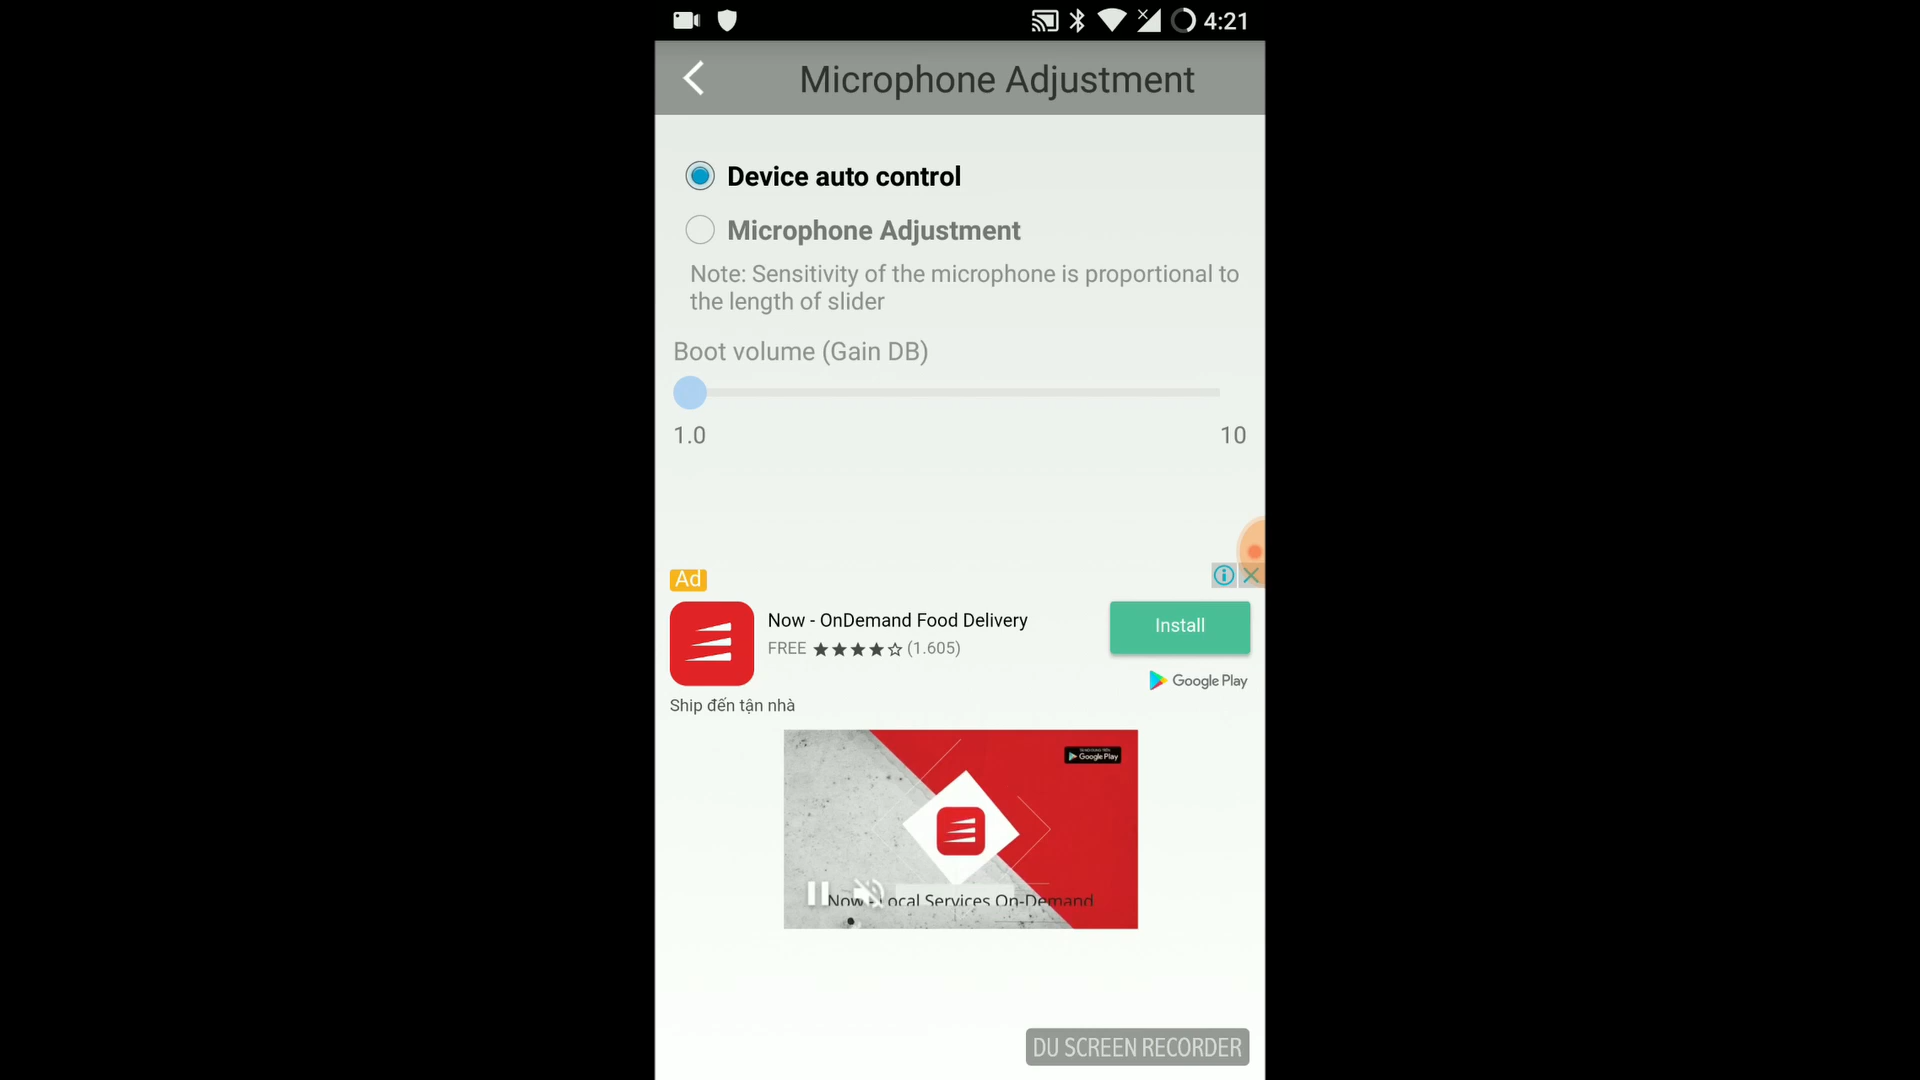 4:21
Microphone Adjustment
Device auto control
Microphone Adjustment
Note: Sensitivity of the microphone is proportional to
the length of slider
Boot volume (Gain DB)
1.0 10
Ad
Now - OnDemand Food Delivery
FREE (1.605)
Install
Google Play
Ship đến tận nhà
Google Play
Now - Local Services On-Demand
DU SCREEN RECORDER